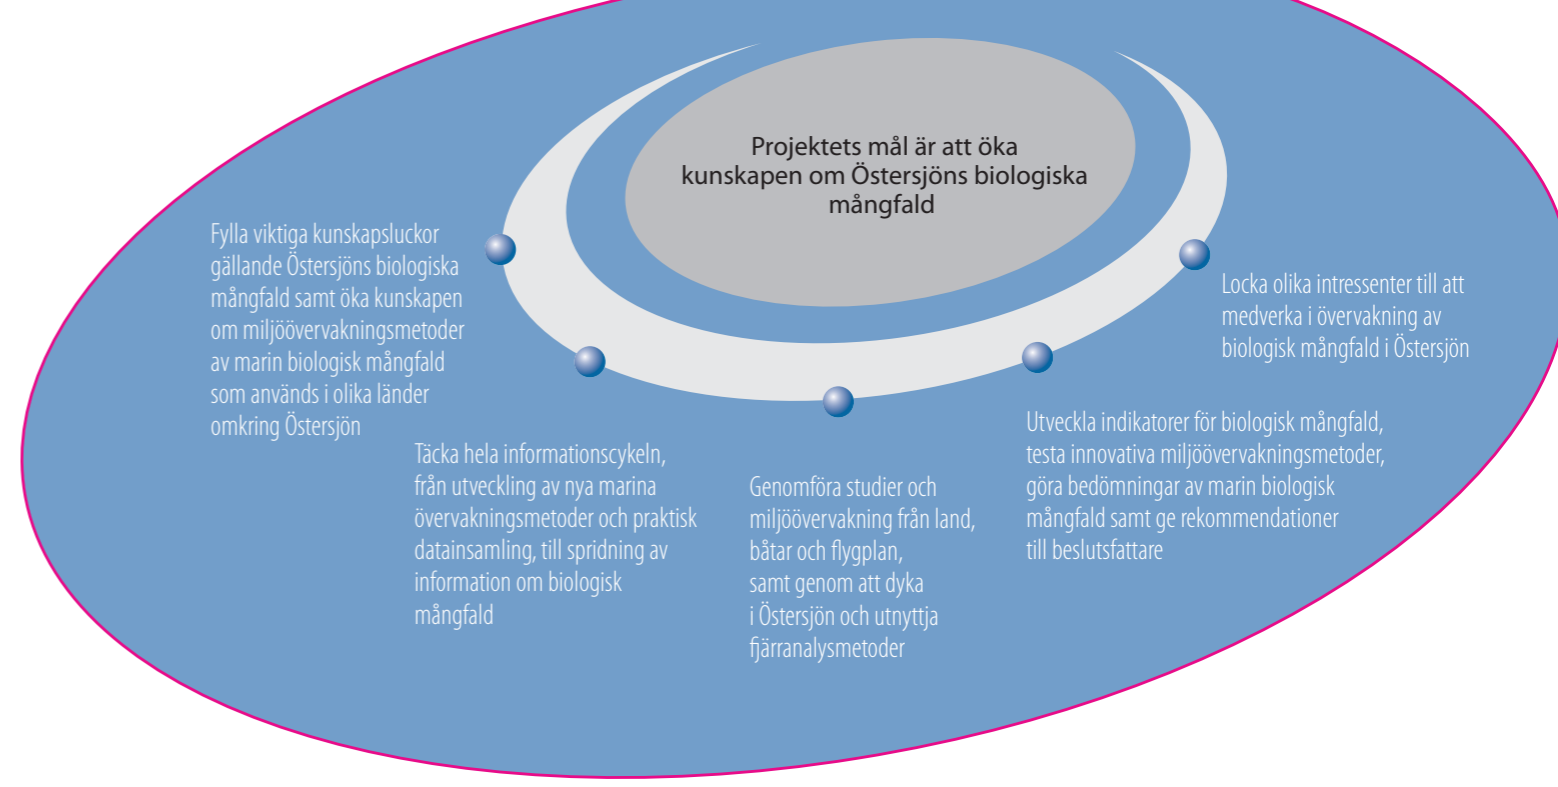 Projektets mål är att öka
kunskapen om Östersjöns biologiska
mångfald
Fylla viktiga kunskapsluckor
gällande Östersjöns biologiska
mångfald samt öka kunskapen
om miljöövervakningsmetoder
av marin biologisk mångfald
som används i olika länder
omkring Östersjön
Täcka hela informationscykeln,
från utveckling av nya marina
övervakningsmetoder och praktisk
datainsamling, till spridning av
information om biologisk
mångfald
Genomföra studier och
miljöövervakning från land,
båtar och flygplan,
samt genom att dyka
i Östersjön och utnyttja
fjärranalysmetoder
Utveckla indikatorer för biologisk mångfald,
testa innovativa miljöövervakningsmetoder,
göra bedömningar av marin biologisk
mångfald samt ge rekommendationer
till beslutsfattare
Locka olika intressenter till att
medverka i övervakning av
biologisk mångfald i Östersjön